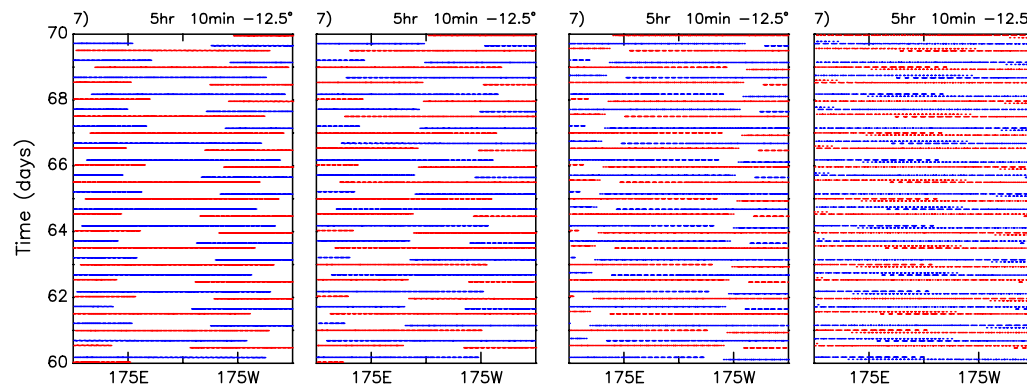 7) 5hr 10min −12.5° 7) 5hr 10min −12.5° 7) 5hr 10min −12.5° 7) 5hr 10min −12.5°
70
68
66
64
62
60
Time (days)
175E 175W 175E 175W 175E 175W 175E 175W